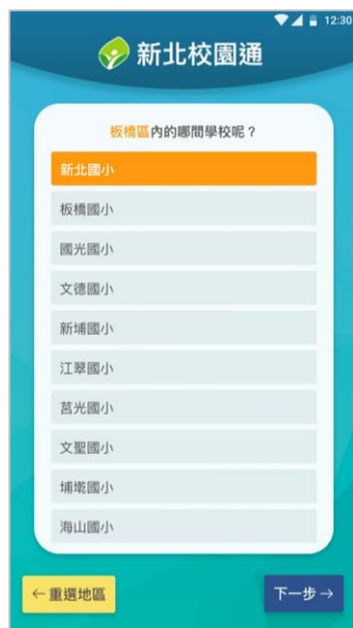 12:30
新北校園通
板橋區內的哪間學校呢？
新北國小
板橋國小
國光國小
文德國小
新埔國小
江翠國小
莒光國小
文聖國小
埔墘國小
海山國小
←重選地區
下一步→